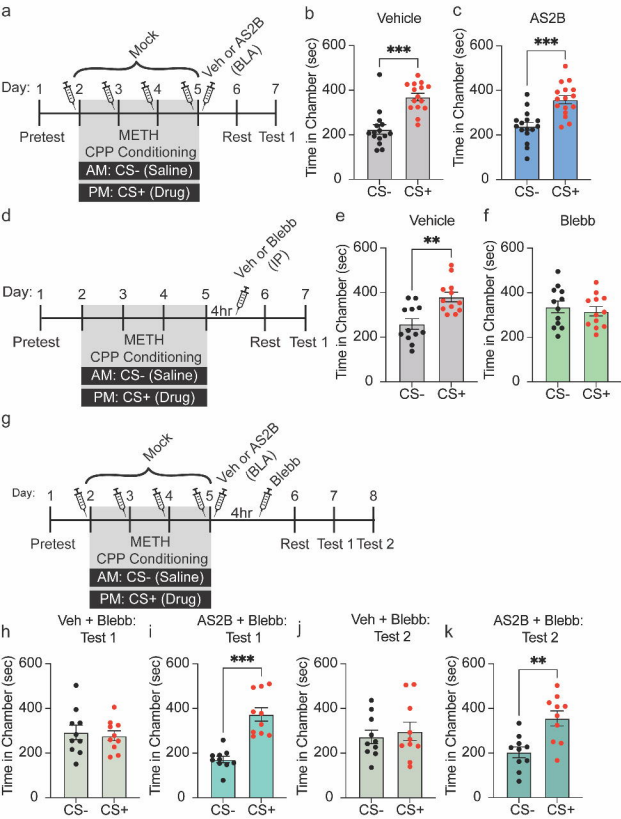 a
Mock
Veh or AS2B
(BLA)
Day: 1 2 3 4 5 6 7
Pretest
METH
CPP Conditioning
Rest Test 1
AM: CS- (Saline)
PM: CS+ (Drug)
b
Vehicle
Time in Chamber (sec)
600
400
200
0
***
CS- CS+
c
AS2B
Time in Chamber (sec)
600
400
200
0
***
CS- CS+
d
Veh or Blebb
(IP)
Day: 1 2 3 4 5 6 7
4hr
Pretest
METH
CPP Conditioning
Rest Test 1
AM: CS- (Saline)
PM: CS+ (Drug)
e
Vehicle
Time in Chamber (sec)
600
400
200
0
**
CS- CS+
f
Blebb
Time in Chamber (sec)
600
400
200
0
CS- CS+
g
Mock
Veh or AS2B
(BLA)
Blebb
Day: 1 2 3 4 5 6 7 8
4hr
Pretest
METH
CPP Conditioning
Rest Test 1 Test 2
AM: CS- (Saline)
PM: CS+ (Drug)
h
Veh + Blebb:
Test 1
Time in Chamber (sec)
600
400
200
0
CS- CS+
i
AS2B + Blebb:
Test 1
Time in Chamber (sec)
600
400
200
0
***
CS- CS+
j
Veh + Blebb:
Test 2
Time in Chamber (sec)
600
400
200
0
CS- CS+
k
AS2B + Blebb:
Test 2
Time in Chamber (sec)
600
400
200
0
**
CS- CS+